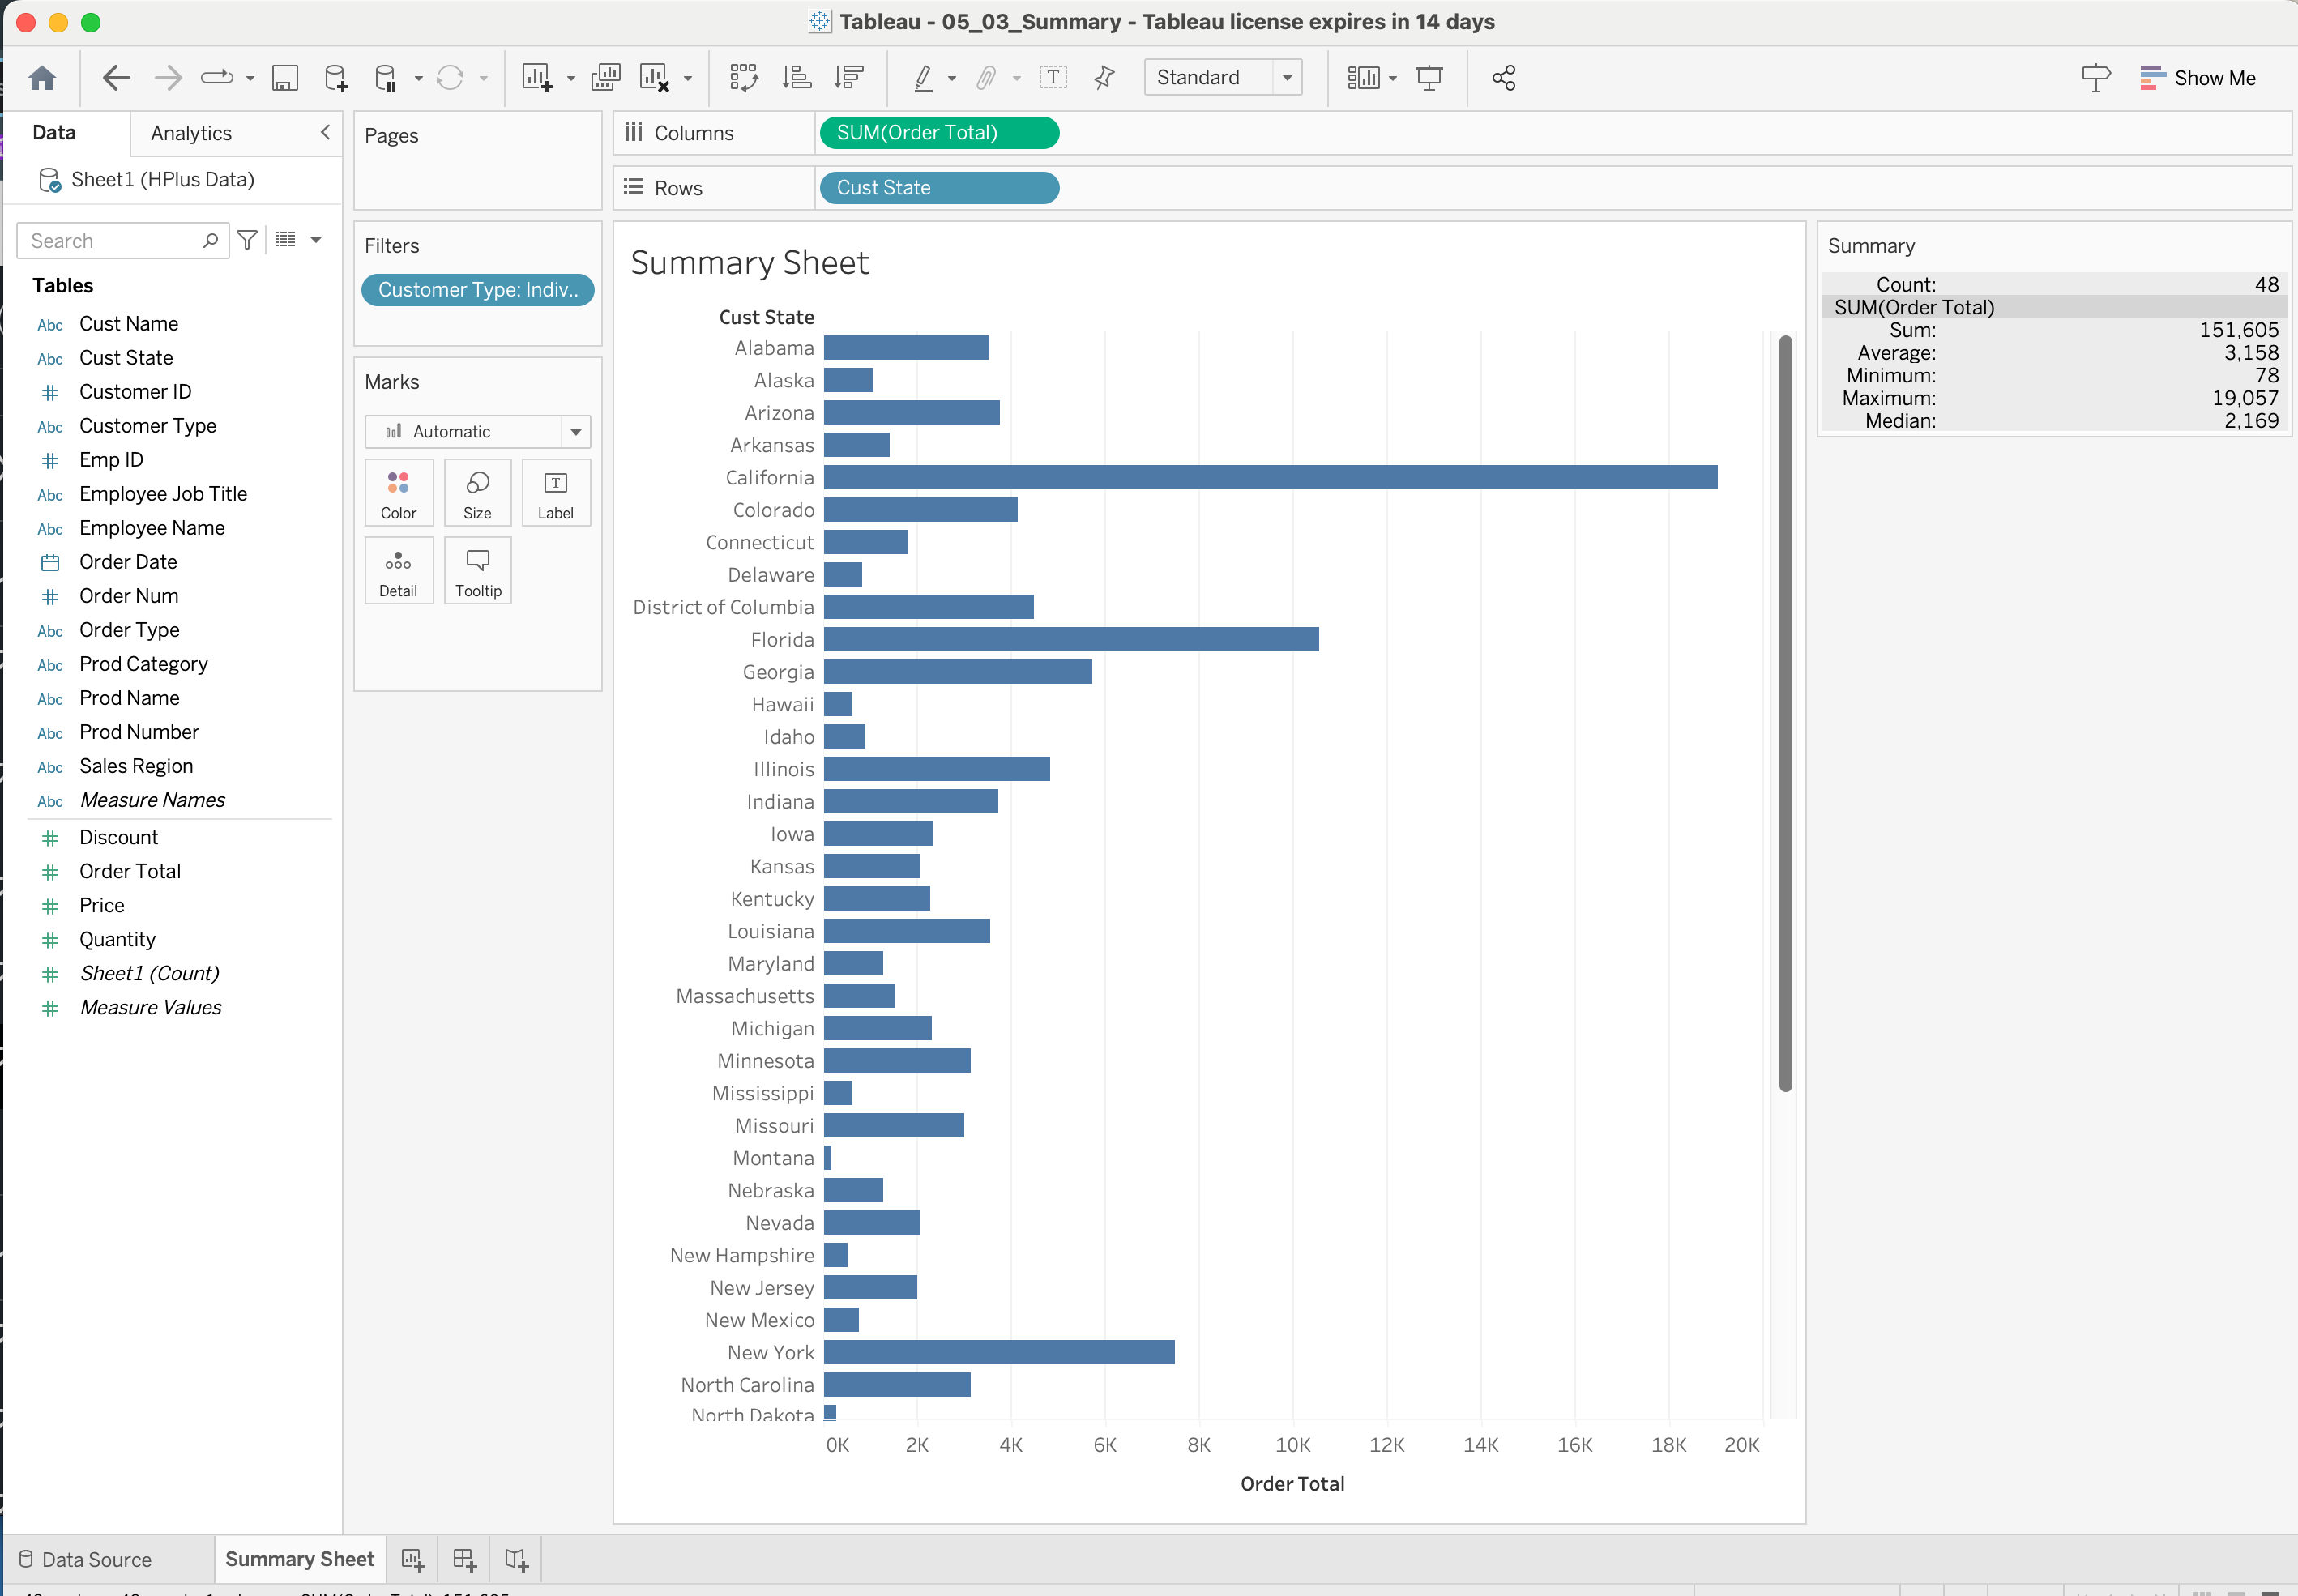 Tableau - 05_03_Summary - Tableau license expires in 14 days
Standard
Show Me
Data
Analytics
Sheet1 (HPlus Data)
Search
Tables
Abc Cust Name
Abc Cust State
Customer ID
Abc Customer Type
Emp ID
Abc Employee Job Title
Abc Employee Name
Order Date
Order Num
Abc Order Type
Abc Prod Category
Abc Prod Name
Abc Prod Number
Abc Sales Region
Abc Measure Names
Discount
Order Total
Price
Quantity
Sheet1 (Count)
Measure Values
Pages
Filters
Customer Type: Indiv..
Marks
Automatic
Color
Size
T
Label
Detail
Tooltip
Columns
SUM(Order Total)
Rows
Cust State
Summary Sheet
Cust State
Alabama
Alaska
Arizona
Arkansas
California
Colorado
Connecticut
Delaware
District of Columbia
Florida
Georgia
Hawaii
Idaho
Illinois
Indiana
Iowa
Kansas
Kentucky
Louisiana
Maryland
Massachusetts
Michigan
Minnesota
Mississippi
Missouri
Montana
Nebraska
Nevada
New Hampshire
New Jersey
New Mexico
New York
North Carolina
North Dakota
0K 2K 4K 6K 8K 10K 12K 14K 16K 18K 20K
Order Total
Summary
Count: 48
SUM(Order Total)
Sum: 151,605
Average: 3,158
Minimum: 78
Maximum: 19,057
Median: 2,169
Data Source
Summary Sheet